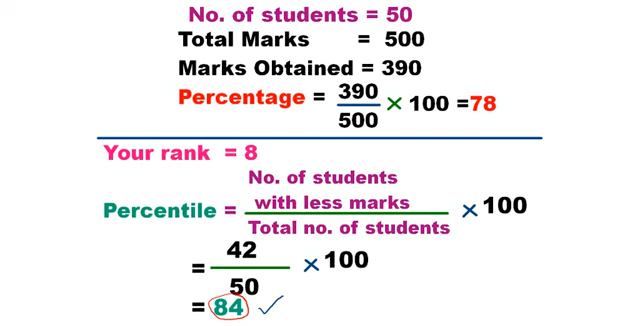 No. of students = 50
Total Marks = 500
Marks Obtained = 390
Percentage = 390/500 × 100 = 78
Your rank = 8
Percentile = No. of students with less marks / Total no. of students × 100
= 42/50 × 100
= 84 ✓